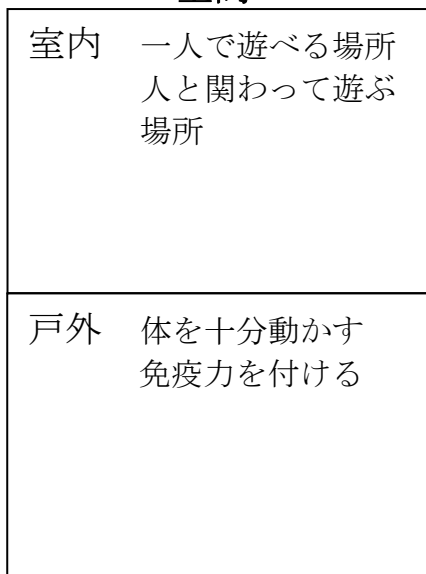 室内 一人で遊べる場所
人と関わって遊ぶ
場所
戸外 体を十分動かす
免疫力を付ける